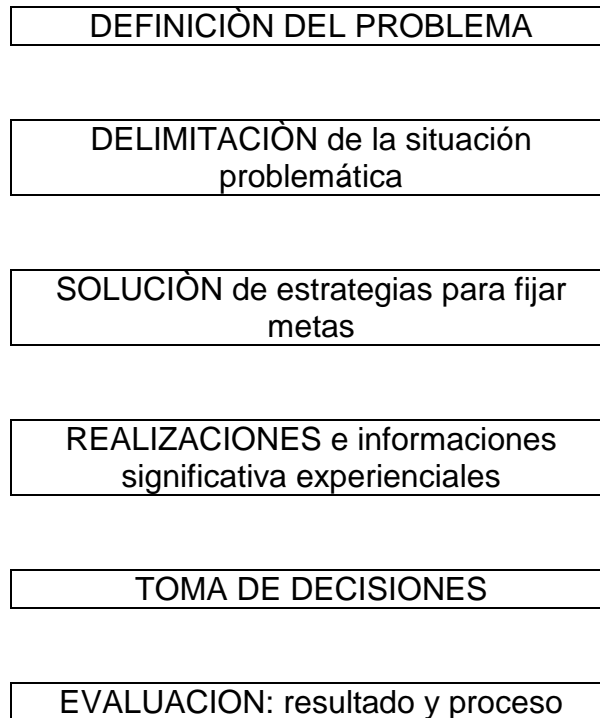 DEFINICIÒN DEL PROBLEMA
DELIMITACIÒN de la situación
problemática
SOLUCIÒN de estrategias para fijar
metas
REALIZACIONES e informaciones
significativa experienciales
TOMA DE DECISIONES
EVALUACION: resultado y proceso